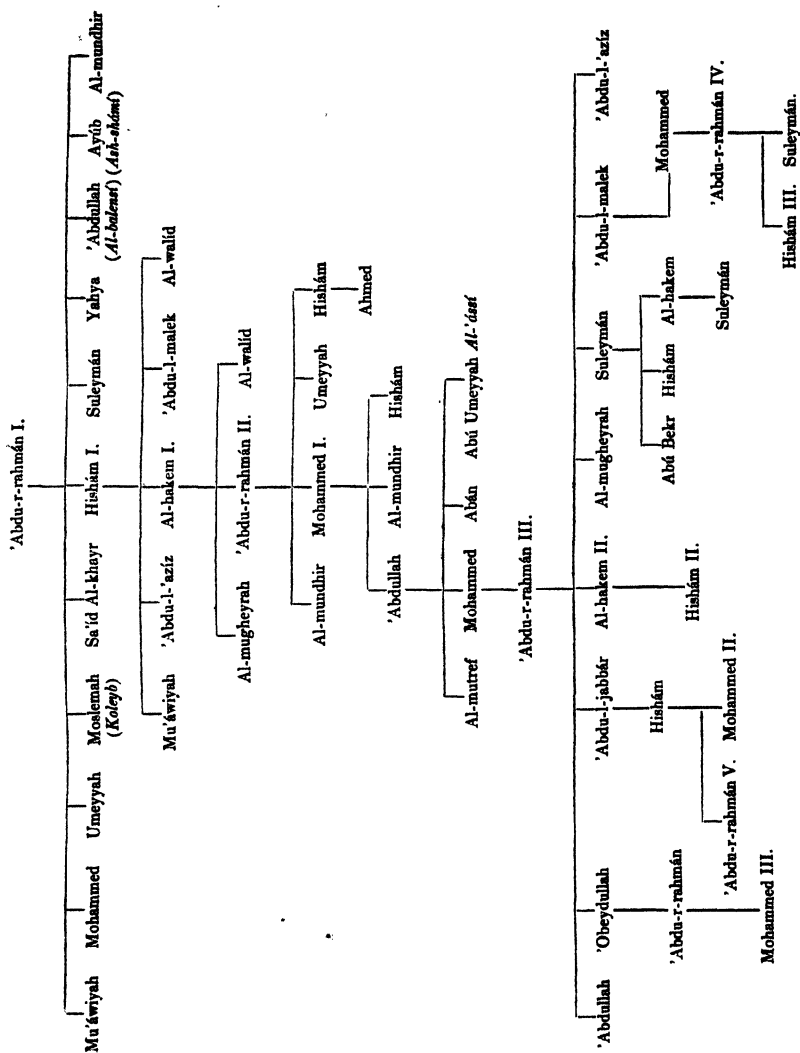 'Abdu-r-rahmán I.
Mu'áwiyah Mohammed Umeyyah Moslemah Sa'íd Al-khayr Hishám I. Suleymán Yahya 'Abdullah Ayúb Al-mundhir
(Koleyb) (Al-balensí) (Ash-shámí)
Mu'áwiyah 'Abdu-l-'azíz Al-hakem I. 'Abdu-l-malek Al-walíd
Al-mugheyrah 'Abdu-r-rahmán II. Al-walíd
Al-mundhir Mohammed I. Umeyyah Hishám
Ahmed
'Abdullah Al-mundhir Hishám
Al-mutref Mohammed Abán Abú Umeyyah Al-'ássí
'Abdu-r-rahmán III.
'Abdullah 'Obeydullah 'Abdu-l-jabbár Al-hakem II. Al-mugheyrah Suleymán 'Abdu-l-malek 'Abdu-l-'azíz
Hishám Mohammed
'Abdu-r-rahmán Abú Bekr Hishám Al-hakem
Hishám II.
Suleymán 'Abdu-r-rahmán IV.
'Abdu-r-rahmán V. Mohammed II.
Mohammed III.
Hishám III. Suleymán.